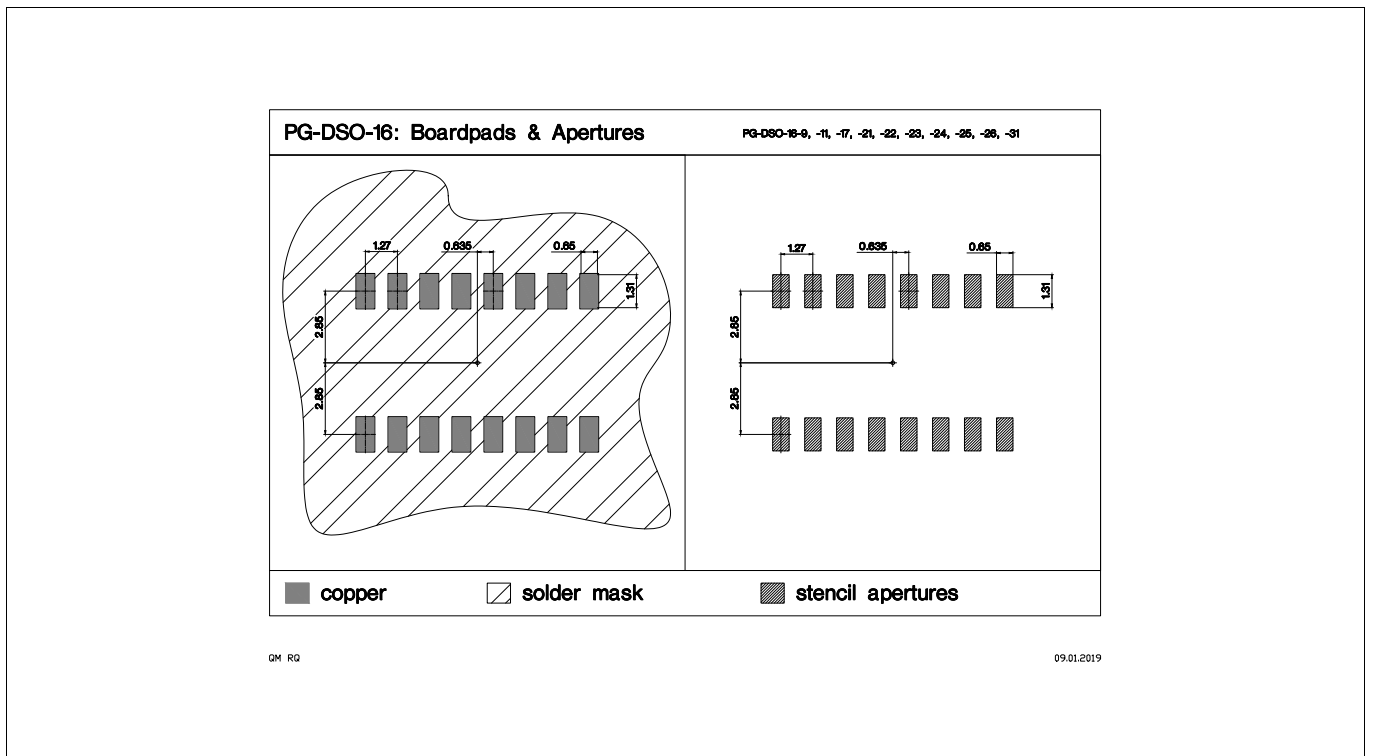 PG-DSO-16: Boardpads & Apertures
PG-DSO-16-9, -11, -17, -21, -22, -23, -24, -25, -26, -31
1.27
0.635
0.65
1.31
2.85
2.85
1.27
0.635
0.65
1.31
2.85
2.85
copper
solder mask
stencil apertures
QM RQ
09.01.2019